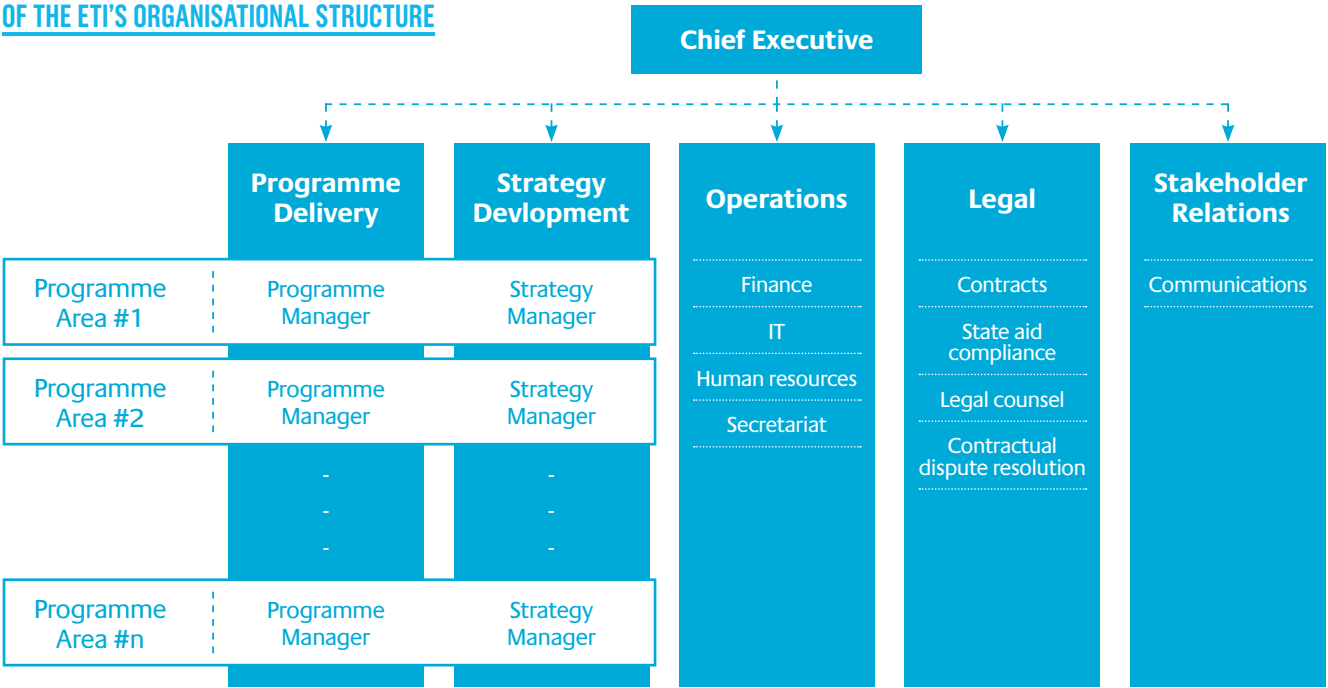 OF THE ETI'S ORGANISATIONAL STRUCTURE
Chief Executive
Programme
Delivery
Strategy
Devlopment
Operations
Legal
Stakeholder
Relations
Programme
Area #1
Programme
Manager
Strategy
Manager
Programme
Area #2
Programme
Manager
Strategy
Manager
-
-
-
-
-
-
Programme
Area #n
Programme
Manager
Strategy
Manager
Finance
IT
Human resources
Secretariat
Contracts
State aid
compliance
Legal counsel
Contractual
dispute resolution
Communications